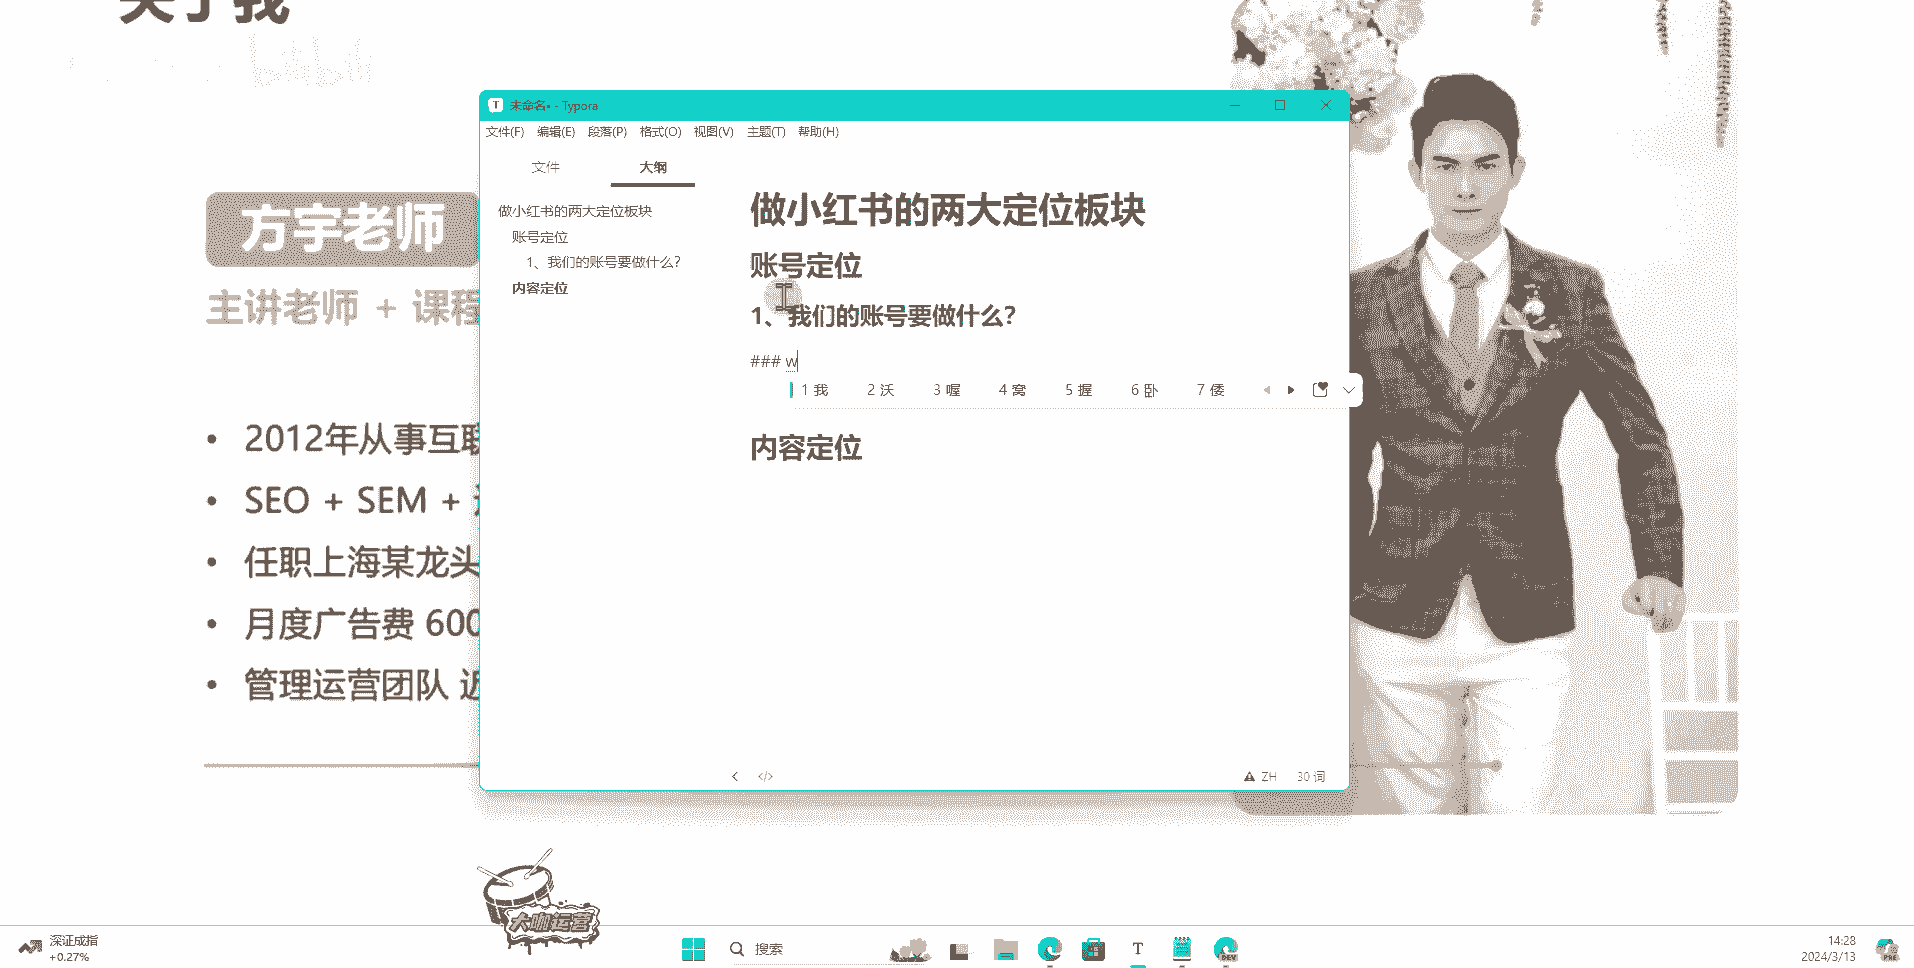 关于我
bilibili
方宇老师
主讲老师 + 课程
2012年从事互联
SEO + SEM +
任职上海某龙头
月度广告费 600
管理运营团队 近
未命名• - Typora
文件(F) 编辑(E) 段落(P) 格式(O) 视图(V) 主题(T) 帮助(H)
文件 大纲
做小红书的两大定位板块
账号定位
1、我们的账号要做什么?
内容定位
做小红书的两大定位板块
账号定位
1、我们的账号要做什么?
### w
1 我 2 沃 3 喔 4 窝 5 握 6 卧 7 倭
内容定位
</> ZH 30 词
大咖运营
深证成指
+0.27%
搜索
T
DEV
14:28
2024/3/13
PRE